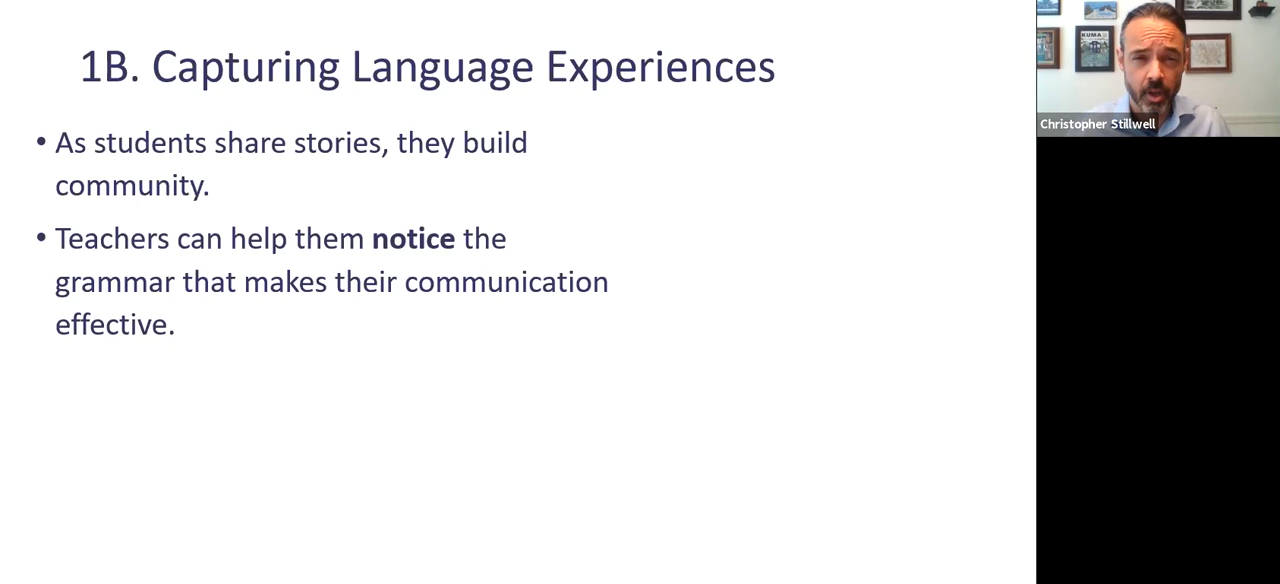 1B. Capturing Language Experiences
• As students share stories, they build
community.
• Teachers can help them notice the
grammar that makes their communication
effective.
KUMA
Christopher Stillwell